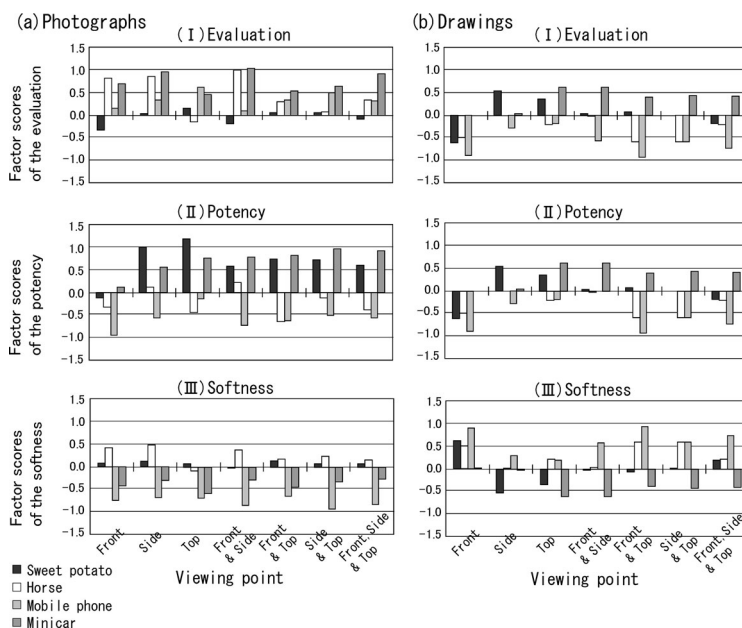 (a) Photographs
(Ⅰ) Evaluation
Factor scores
of the evaluation
1.5
1.0
0.5
0.0
−0.5
−1.0
−1.5
(Ⅱ) Potency
Factor scores
of the potency
1.5
1.0
0.5
0.0
−0.5
−1.0
−1.5
(Ⅲ) Softness
Factor scores
of the softness
1.5
1.0
0.5
0.0
−0.5
−1.0
−1.5
Front
Side
Top
Front
& Side
Front
& Top
Side
& Top
Front. Side
& Top
Viewing point
(b) Drawings
(Ⅰ) Evaluation
1.5
1.0
0.5
0.0
−0.5
−1.0
−1.5
(Ⅱ) Potency
1.5
1.0
0.5
0.0
−0.5
−1.0
−1.5
(Ⅲ) Softness
1.5
1.0
0.5
0.0
−0.5
−1.0
−1.5
Front
Side
Top
Front
& Side
Front
& Top
Side
& Top
Front. Side
& Top
Viewing point
Sweet potato
Horse
Mobile phone
Minicar